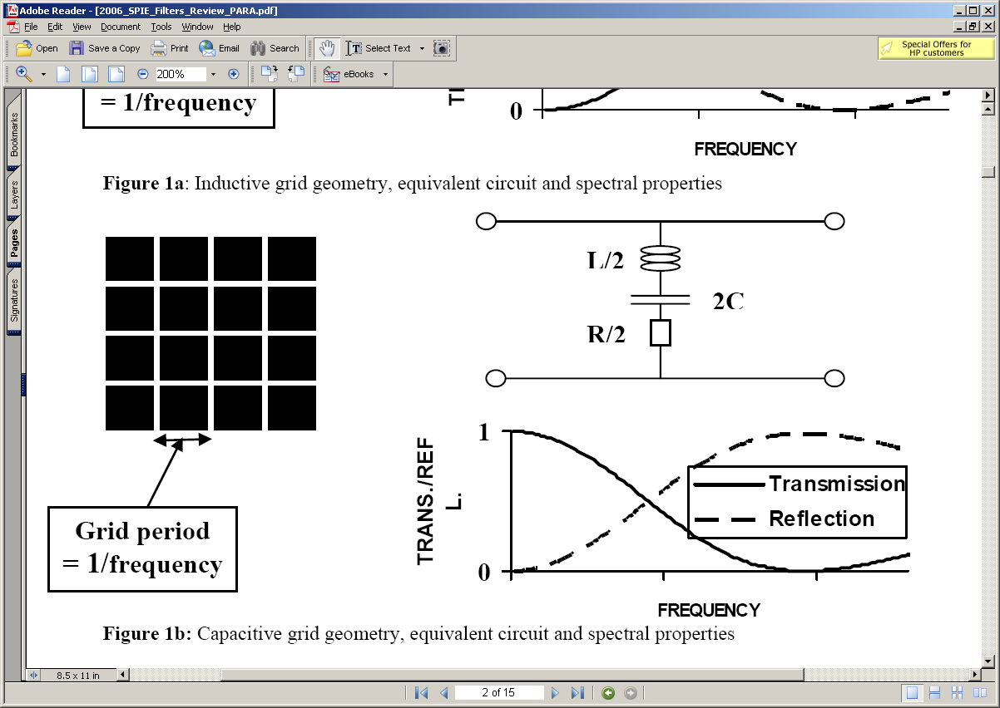 Adobe Reader - [2006_SPIE_Filters_Review_PARA.pdf]
File Edit View Document Tools Window Help
Open Save a Copy Print Email Search Select Text
Special Offers for
HP customers
200% eBooks
Bookmarks
Layers
Pages
Signatures
= 1/frequency
0
FREQUENCY
Figure 1a: Inductive grid geometry, equivalent circuit and spectral properties
L/2
2C
R/2
Grid period
= 1/frequency
1
TRANS./REF
L.
0
Transmission
Reflection
FREQUENCY
Figure 1b: Capacitive grid geometry, equivalent circuit and spectral properties
8.5 x 11 in
2 of 15